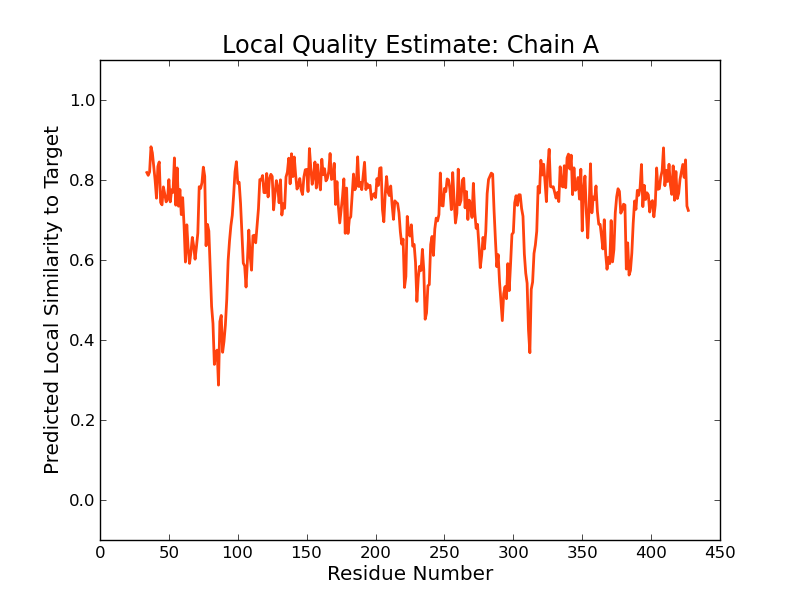 Local Quality Estimate: Chain A
Predicted Local Similarity to Target
1.0
0.8
0.6
0.4
0.2
0.0
0 50 100 150 200 250 300 350 400 450
Residue Number